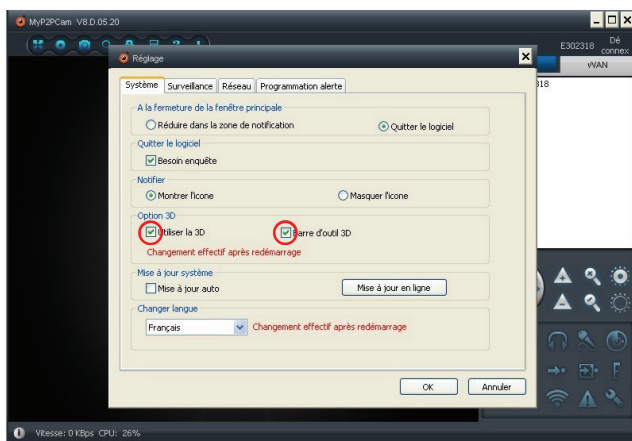 MyP2PCam V8.D.05.20
E302318 Dé
connex
WAN
318
Réglage
Système Surveillance Réseau Programmation alerte
A la fermeture de la fenêtre principale
Réduire dans la zone de notification Quitter le logiciel
Quitter le logiciel
Besoin enquête
Notifier
Montrer l'icone Masquer l'icone
Option 3D
Utiliser la 3D Barre d'outil 3D
Changement effectif après redémarrage
Mise à jour système
Mise à jour auto Mise à jour en ligne
Changer langue
Français Changement effectif après redémarrage
OK Annuler
Vitesse: 0 KBps CPU: 26%